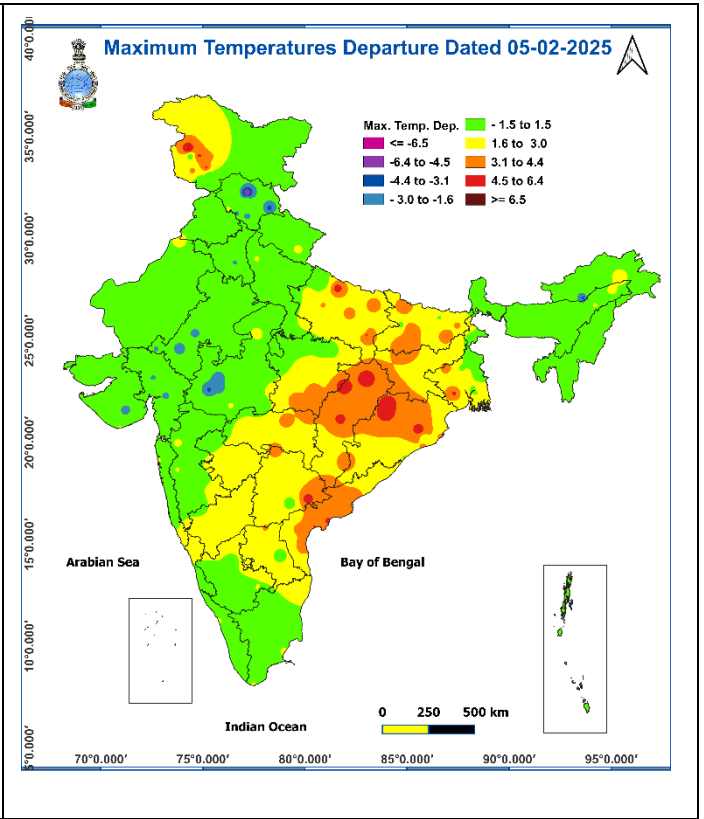 Maximum Temperatures Departure Dated 05-02-2025
Max. Temp. Dep.
<= -6.5
-6.4 to -4.5
-4.4 to -3.1
- 3.0 to -1.6
- 1.5 to 1.5
1.6 to 3.0
3.1 to 4.4
4.5 to 6.4
>= 6.5
40°0.000′
35°0.000′
30°0.000′
25°0.000′
20°0.000′
15°0.000′
10°0.000′
5°0.000′
Arabian Sea
Bay of Bengal
Indian Ocean
0 250 500 km
70°0.000′ 75°0.000′ 80°0.000′ 85°0.000′ 90°0.000′ 95°0.000′